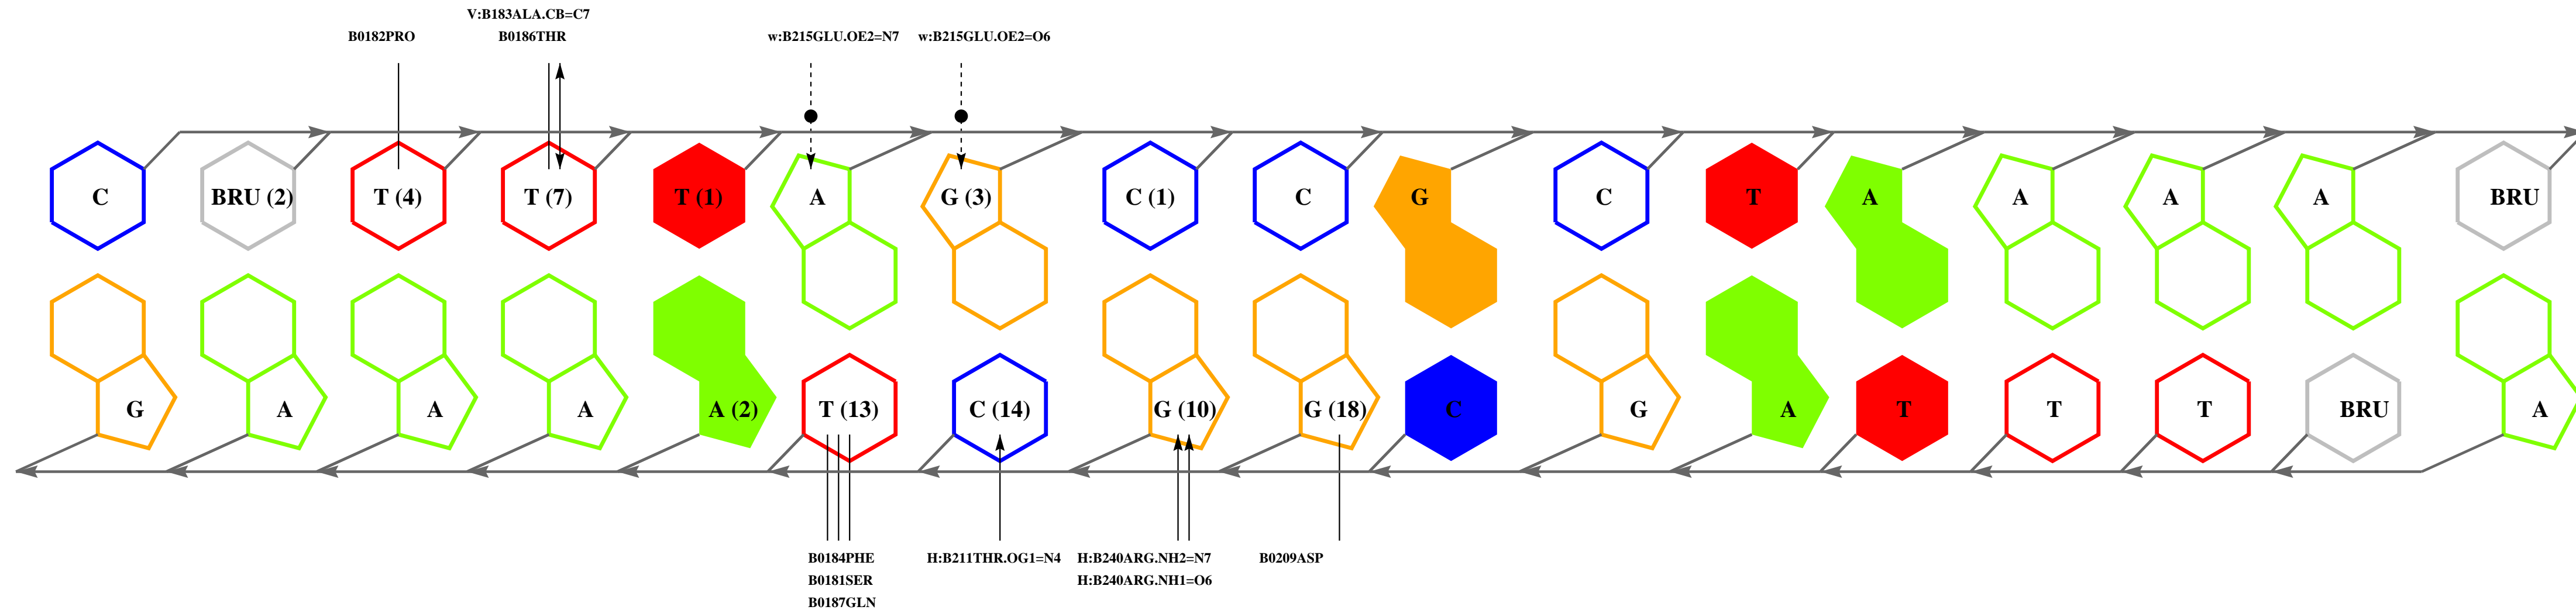 V:B183ALA.CB=C7
B0182PRO B0186THR w:B215GLU.OE2=N7 w:B215GLU.OE2=O6
C BRU (2) T (4) T (7) T (1) A G (3) C (1) C G C T A A A A BRU
G A A A A (2) T (13) C (14) G (10) G (18) C G A T T T BRU A
B0184PHE H:B211THR.OG1=N4 H:B240ARG.NH2=N7 B0209ASP
B0181SER H:B240ARG.NH1=O6
B0187GLN